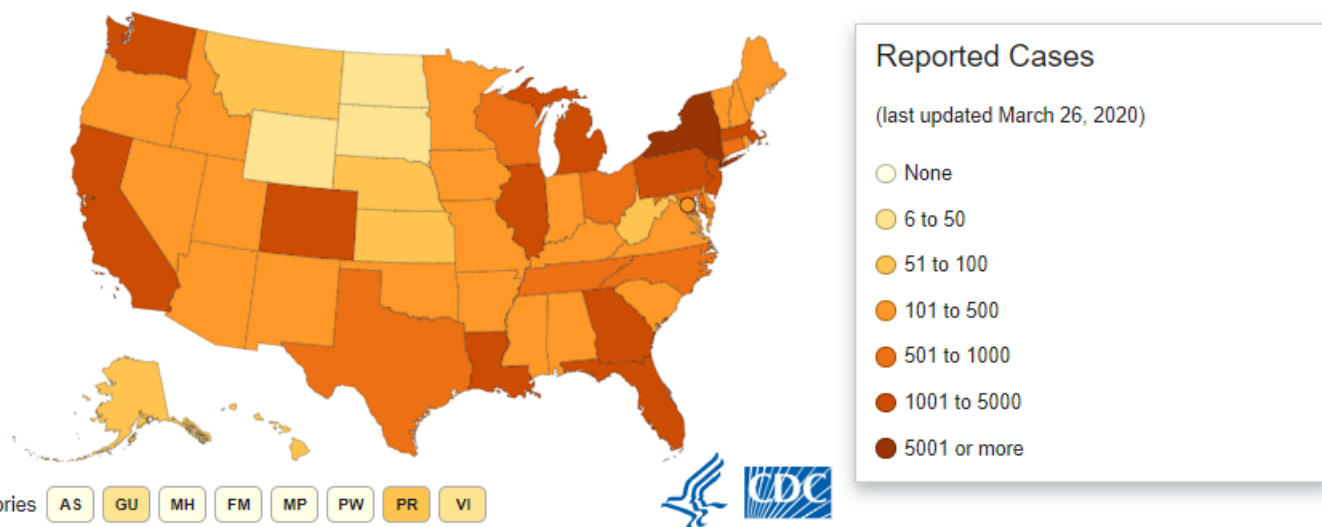 Reported Cases
(last updated March 26, 2020)
None
6 to 50
51 to 100
101 to 500
501 to 1000
1001 to 5000
5001 or more
ories AS GU MH FM MP PW PR VI
CDC